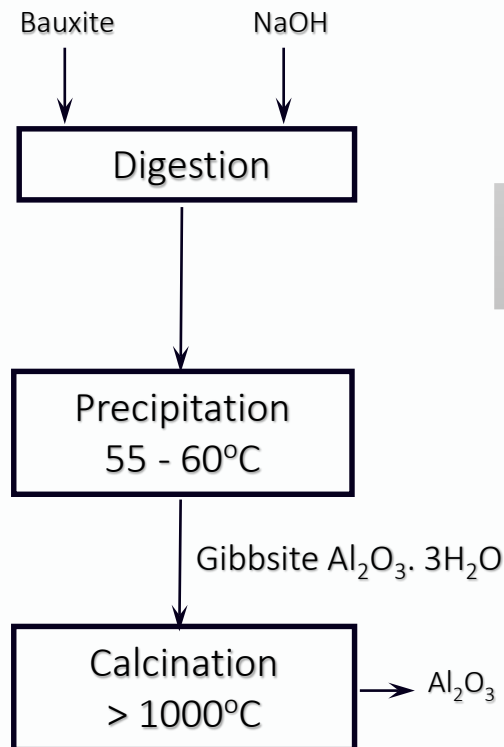 Bauxite NaOH
Digestion
Precipitation
55 - 60°C
Gibbsite Al₂O₃. 3H₂O
Calcination
> 1000°C
Al₂O₃